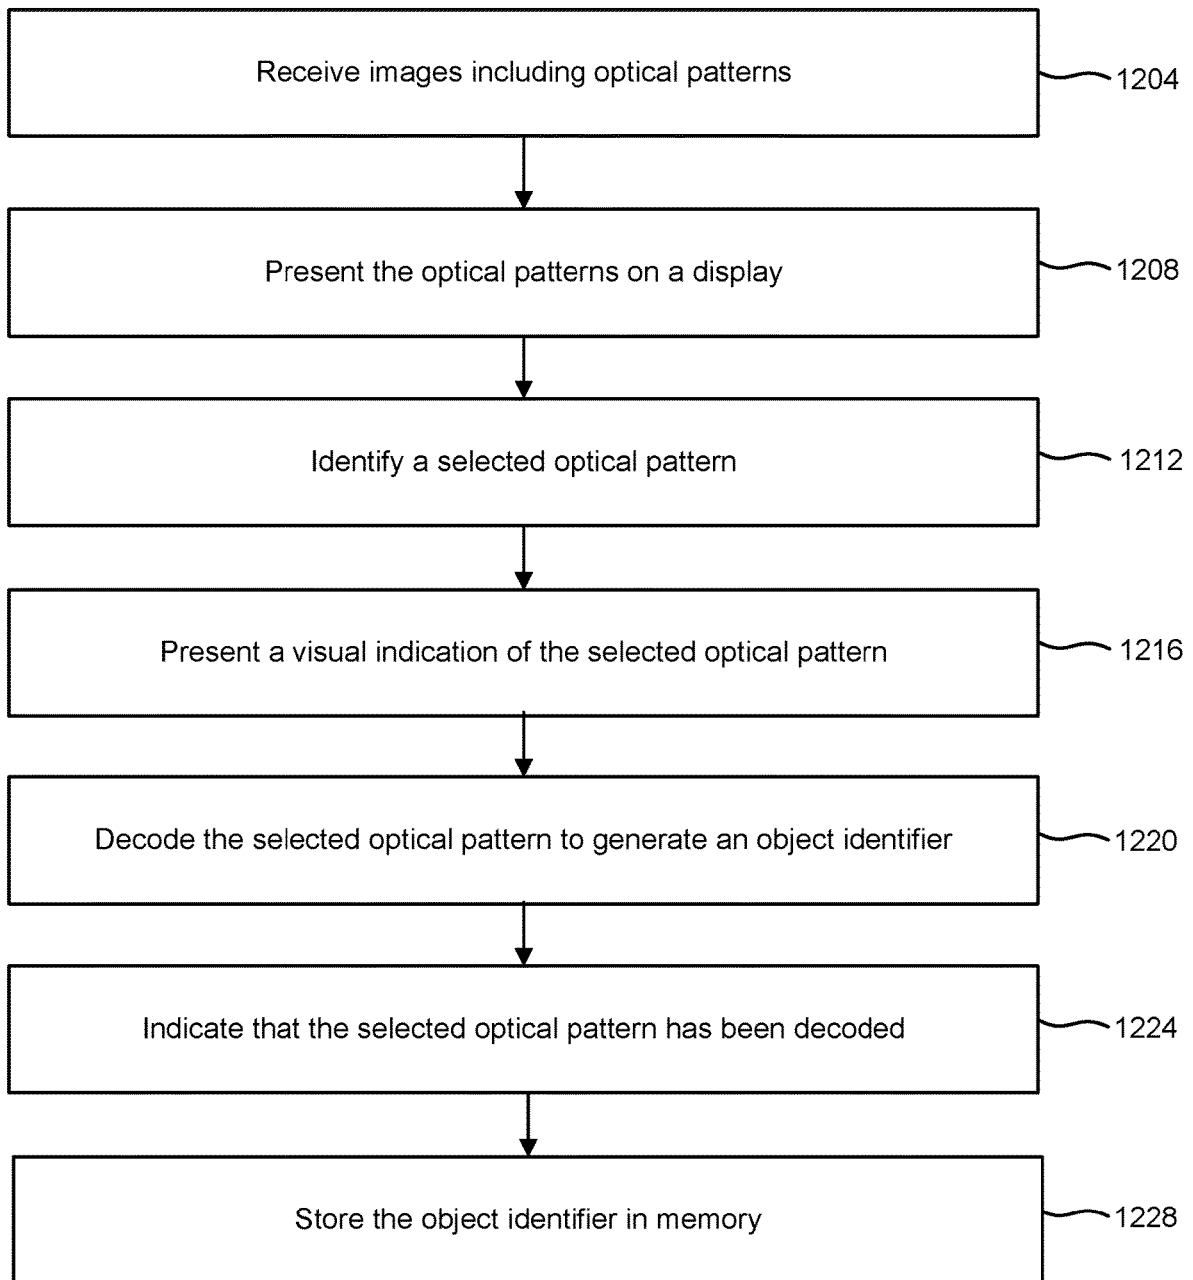 Receive images including optical patterns
1204
Present the optical patterns on a display
1208
Identify a selected optical pattern
1212
Present a visual indication of the selected optical pattern
1216
Decode the selected optical pattern to generate an object identifier
1220
Indicate that the selected optical pattern has been decoded
1224
Store the object identifier in memory
1228